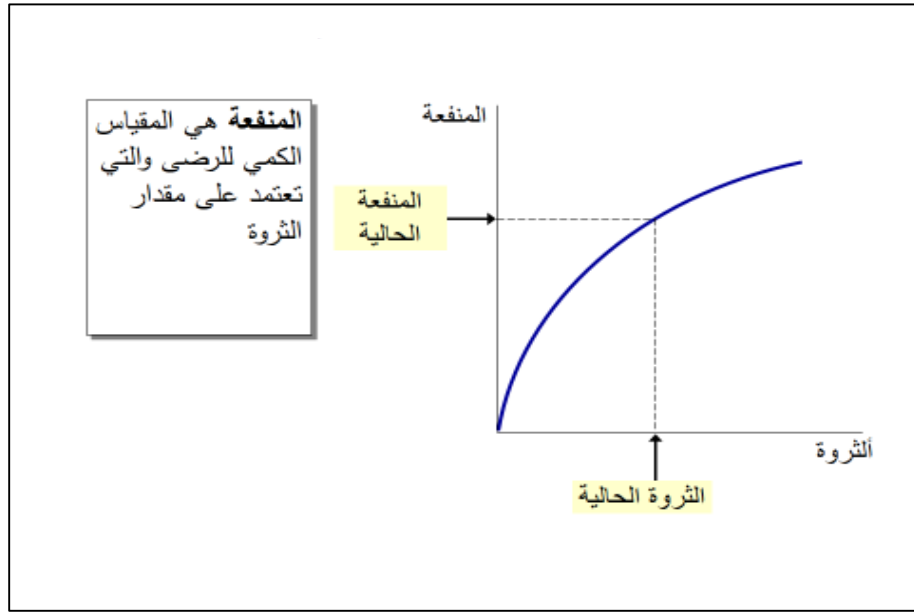 المنفعة هي المقياس
الكمي للرضى والتي
تعتمد على مقدار
الثروة
المنفعة
المنفعة
الحالية
ألثروة
الثروة الحالية